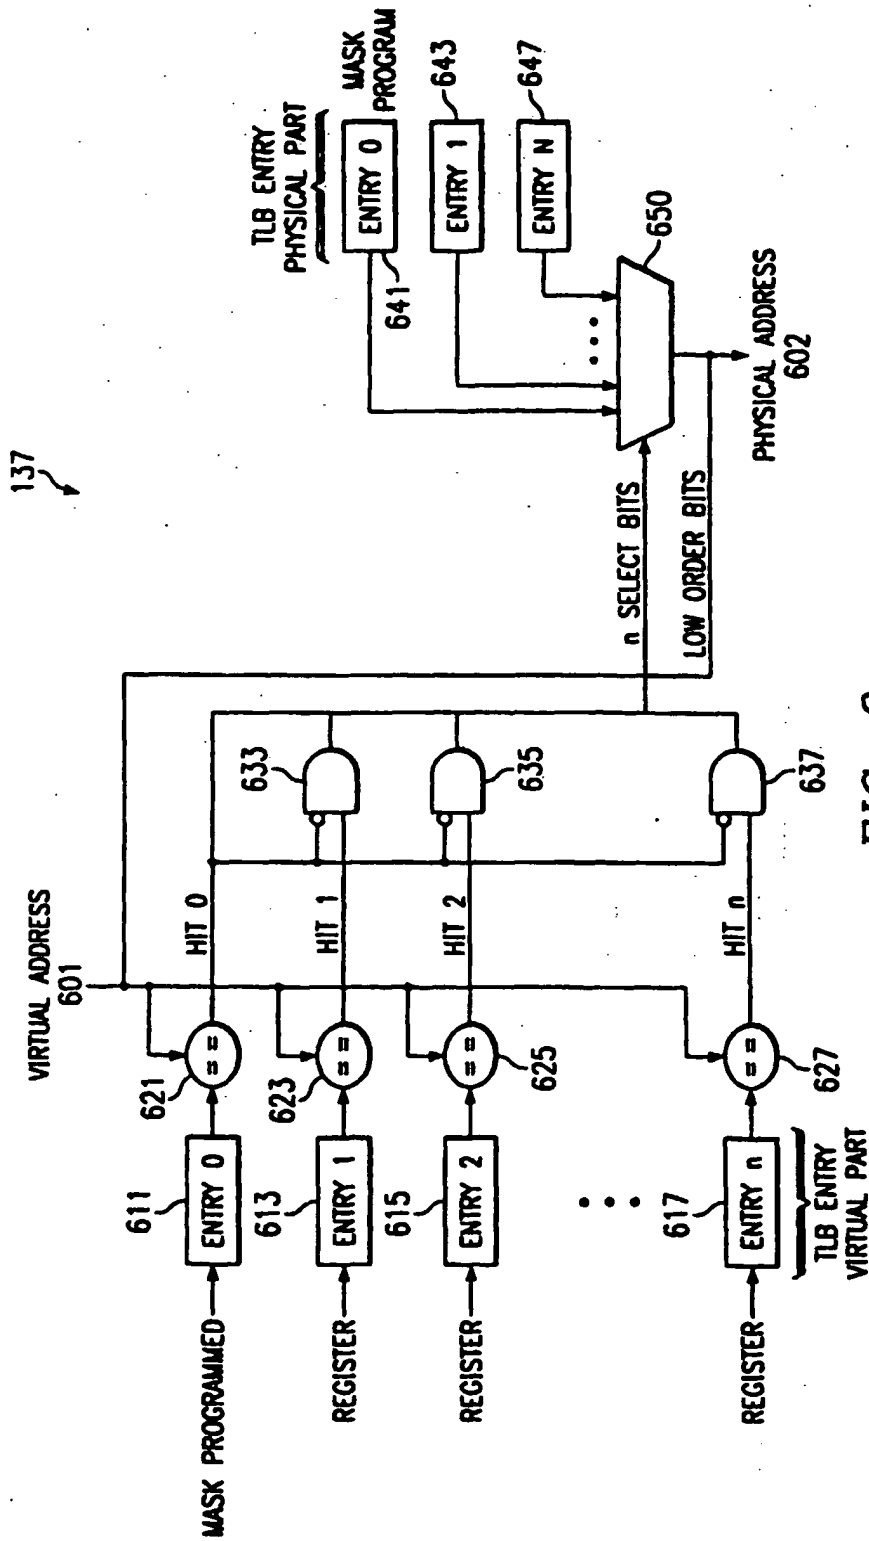 137
VIRTUAL ADDRESS
601
MASK PROGRAMMED
611
ENTRY 0
621
= =
HIT 0
REGISTER
613
ENTRY 1
623
= =
HIT 1
633
REGISTER
615
ENTRY 2
625
= =
HIT 2
635
REGISTER
617
ENTRY n
627
= =
HIT n
637
TLB ENTRY
VIRTUAL PART
TLB ENTRY
PHYSICAL PART
MASK
PROGRAM
641
ENTRY 0
ENTRY 1
643
ENTRY N
647
650
n SELECT BITS
LOW ORDER BITS
PHYSICAL ADDRESS
602